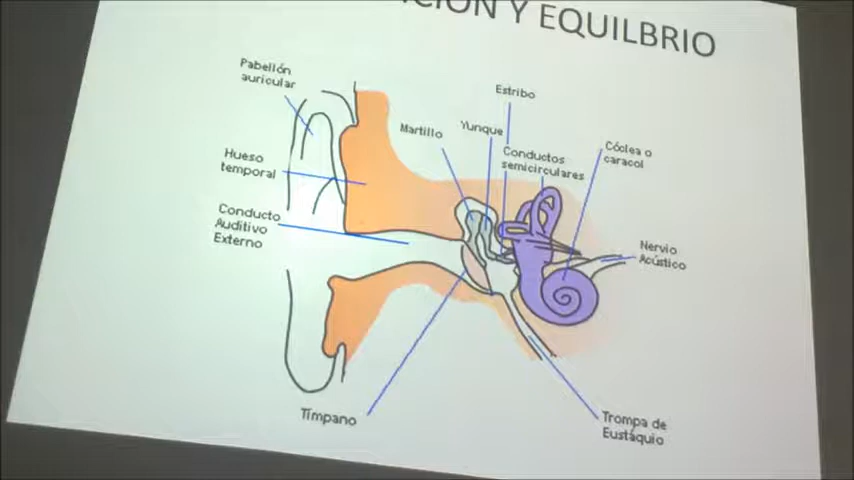 Y EQUILBRIO
Pabellón
auricular
Estribo
Martillo
Yunque
Conductos
semicirculares
Cóclea o
caracol
Hueso
temporal
Conducto
Auditivo
Externo
Nervio
Acústico
Tímpano
Trompa de
Eustáquio